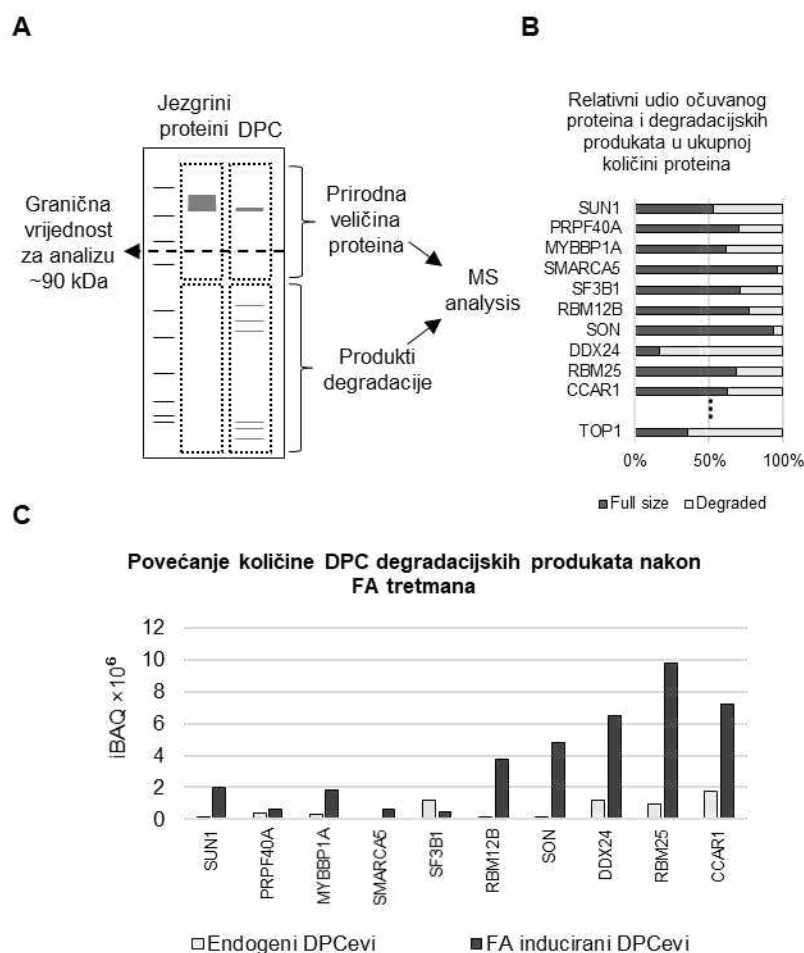 A
Jezgrini
proteini DPC
Granična
vrijednost
za analizu
~90 kDa
Prirodna
veličina
proteina
MS
analysis
Produkti
degradacije
B
Relativni udio očuvanog
proteina i degradacijskih
produkata u ukupnoj
količini proteina
SUN1
PRPF40A
MYBBP1A
SMARCA5
SF3B1
RBM12B
SON
DDX24
RBM25
CCAR1
TOP1
0% 50% 100%
Full size Degraded
C
Povećanje količine DPC degradacijskih produkata nakon
FA tretmana
iBAQ ×10⁶
12
10
8
6
4
2
0
SUN1
PRPF40A
MYBBP1A
SMARCA5
SF3B1
RBM12B
SON
DDX24
RBM25
CCAR1
Endogeni DPCevi FA inducirani DPCevi